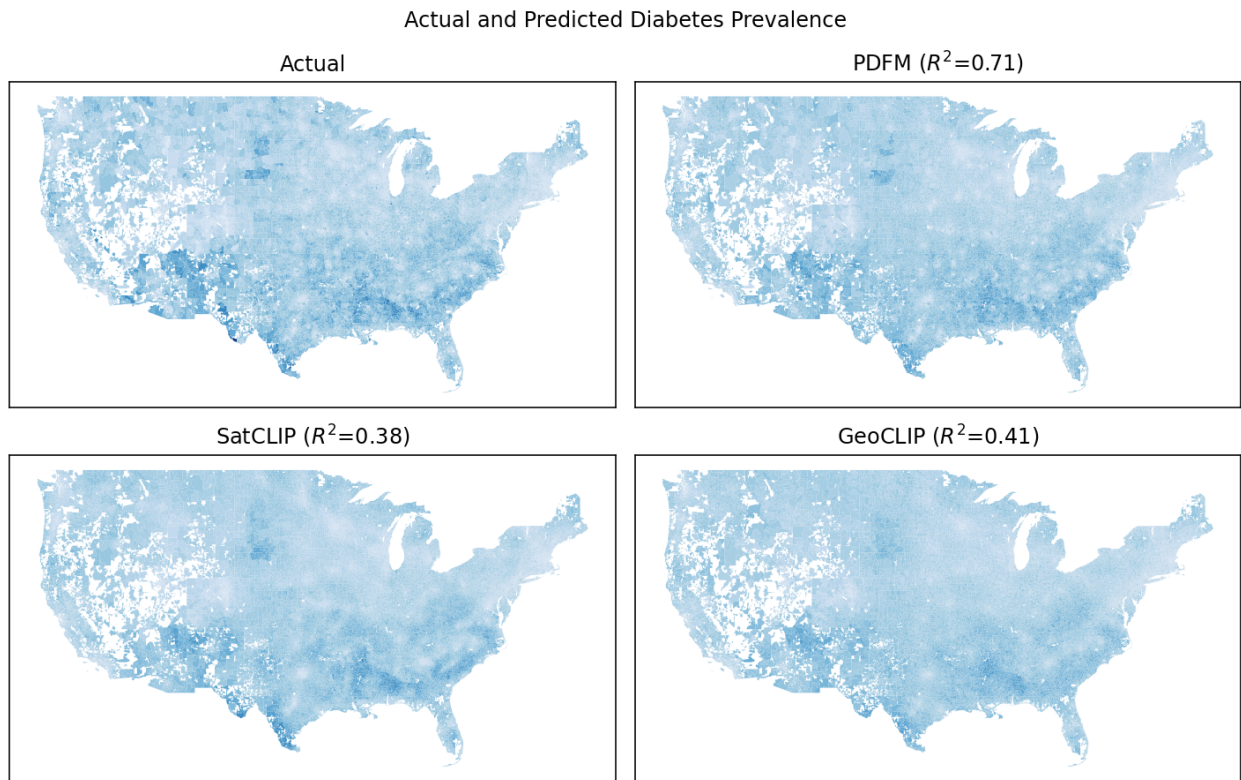 Actual and Predicted Diabetes Prevalence
Actual
PDFM (R²=0.71)
SatCLIP (R²=0.38)
GeoCLIP (R²=0.41)